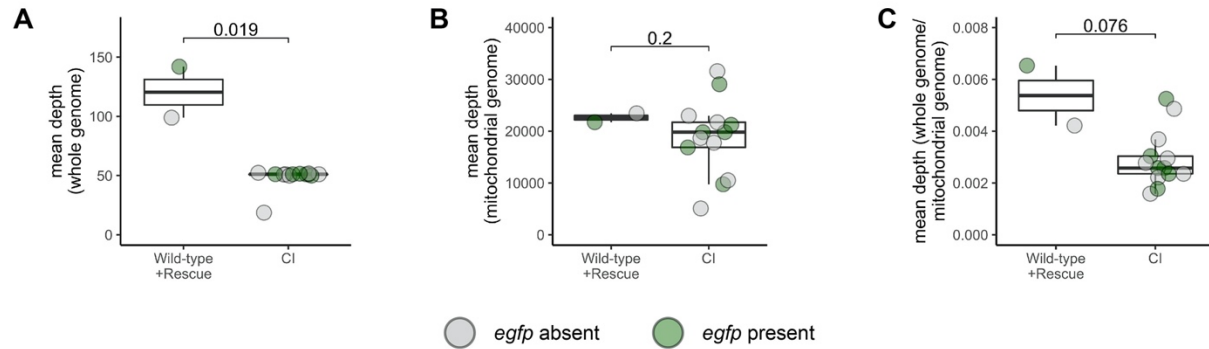 A
0.019
mean depth
(whole genome)
150
100
50
0
Wild-type
+Rescue
CI
B
0.2
mean depth
(mitochondrial genome)
40000
30000
20000
10000
0
Wild-type
+Rescue
CI
C
0.076
mean depth (whole genome/
mitochondrial genome)
0.008
0.006
0.004
0.002
0.000
Wild-type
+Rescue
CI
egfp absent
egfp present